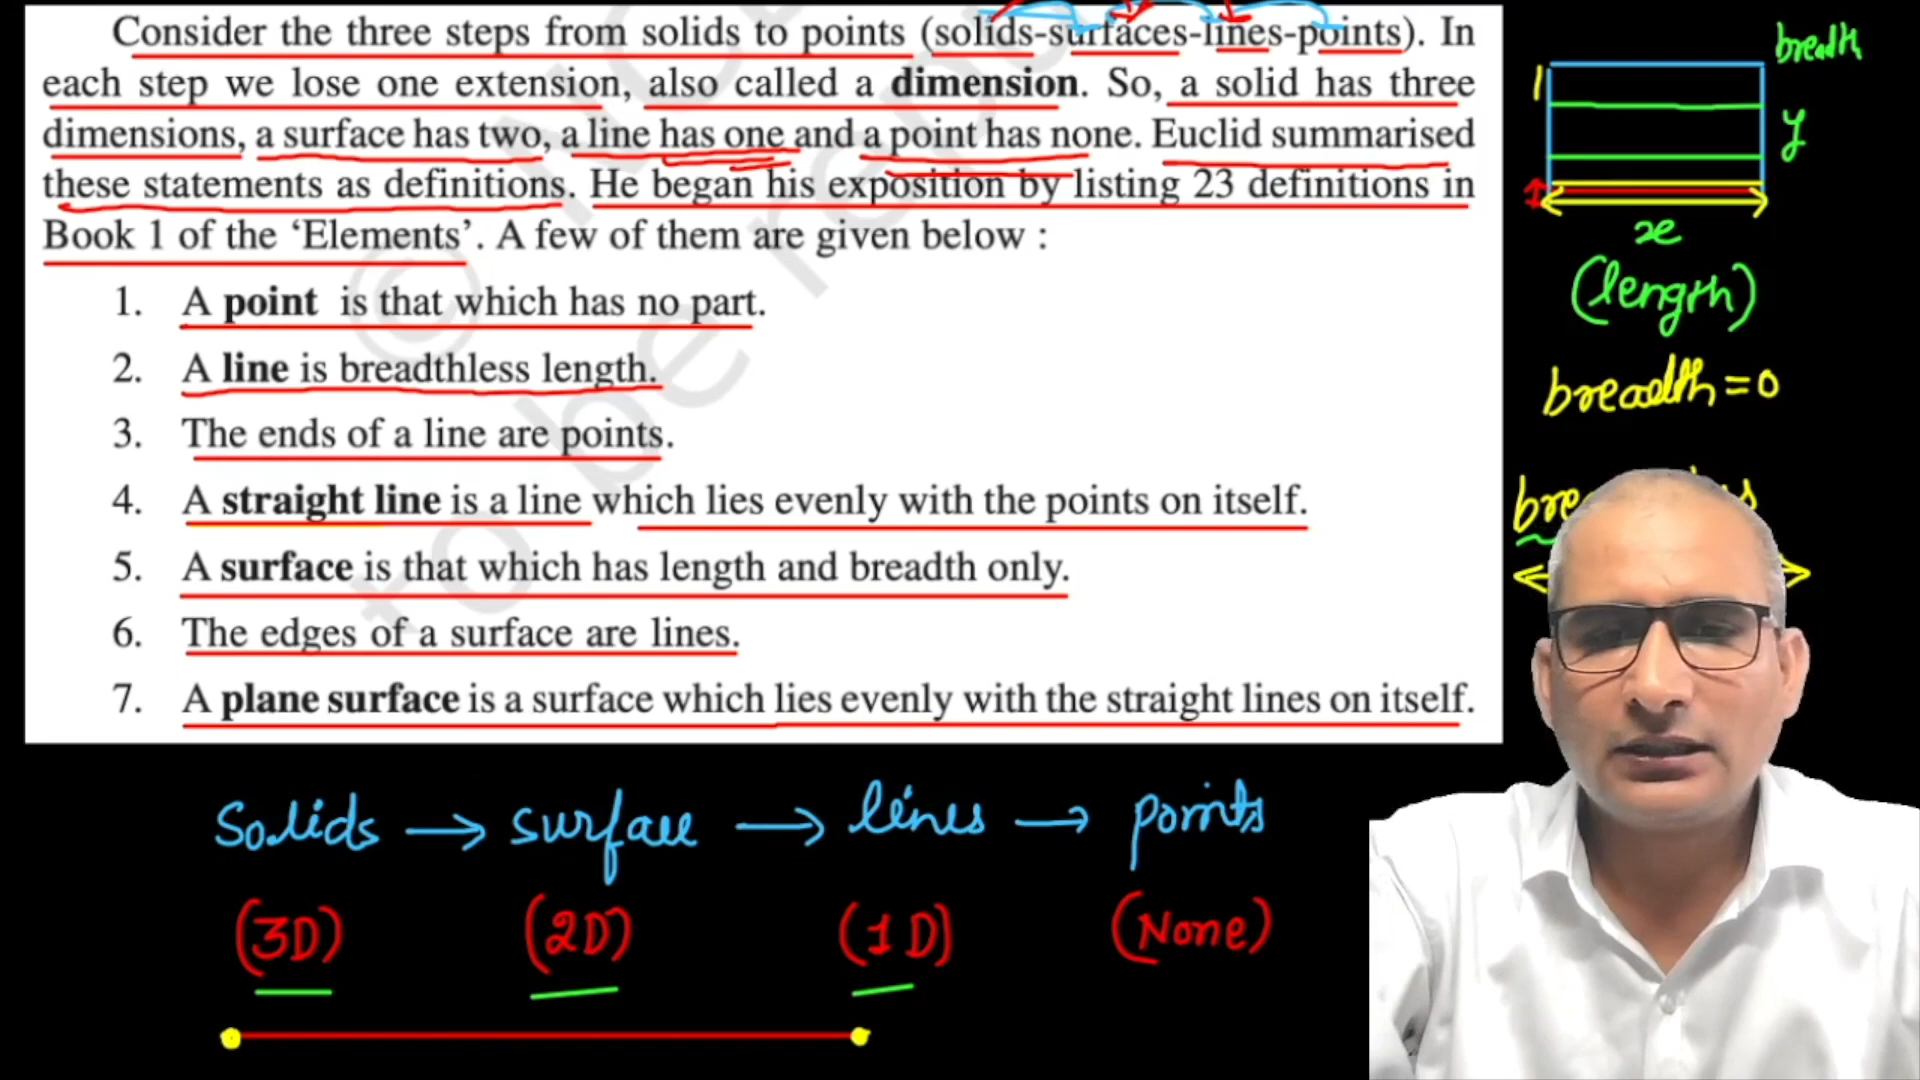 Consider the three steps from solids to points (solids-surfaces-lines-points). In
each step we lose one extension, also called a dimension. So, a solid has three
dimensions, a surface has two, a line has one and a point has none. Euclid summarised
these statements as definitions. He began his exposition by listing 23 definitions in
Book 1 of the ‘Elements’. A few of them are given below :
1. A point is that which has no part.
2. A line is breadthless length.
3. The ends of a line are points.
4. A straight line is a line which lies evenly with the points on itself.
5. A surface is that which has length and breadth only.
6. The edges of a surface are lines.
7. A plane surface is a surface which lies evenly with the straight lines on itself.
Solids → surface → lines → points
(3D) (2D) (1D) (None)
breadth
y
x
(length)
breadth = 0